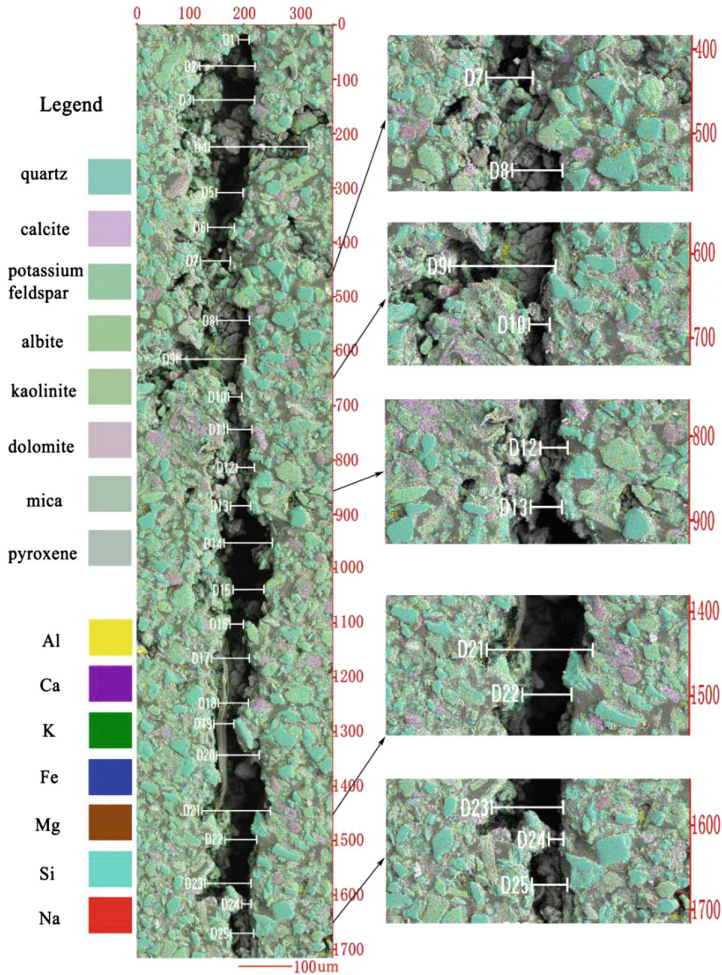 0 100 200 300
0
100
200
300
400
500
600
700
800
900
1000
1100
1200
1300
1400
1500
1600
1700
Legend
quartz
calcite
potassium
feldspar
albite
kaolinite
dolomite
mica
pyroxene
Al
Ca
K
Fe
Mg
Si
Na
D1
D2
D3
D4
D5
D6
D7
D8
D9
D10
D11
D12
D13
D14
D15
D16
D17
D18
D19
D20
D21
D22
D23
D24
D25
100um
D7
D8
400
500
D9
D10
600
700
D12
D13
800
900
D21
D22
1400
1500
D23
D24
D25
1600
1700